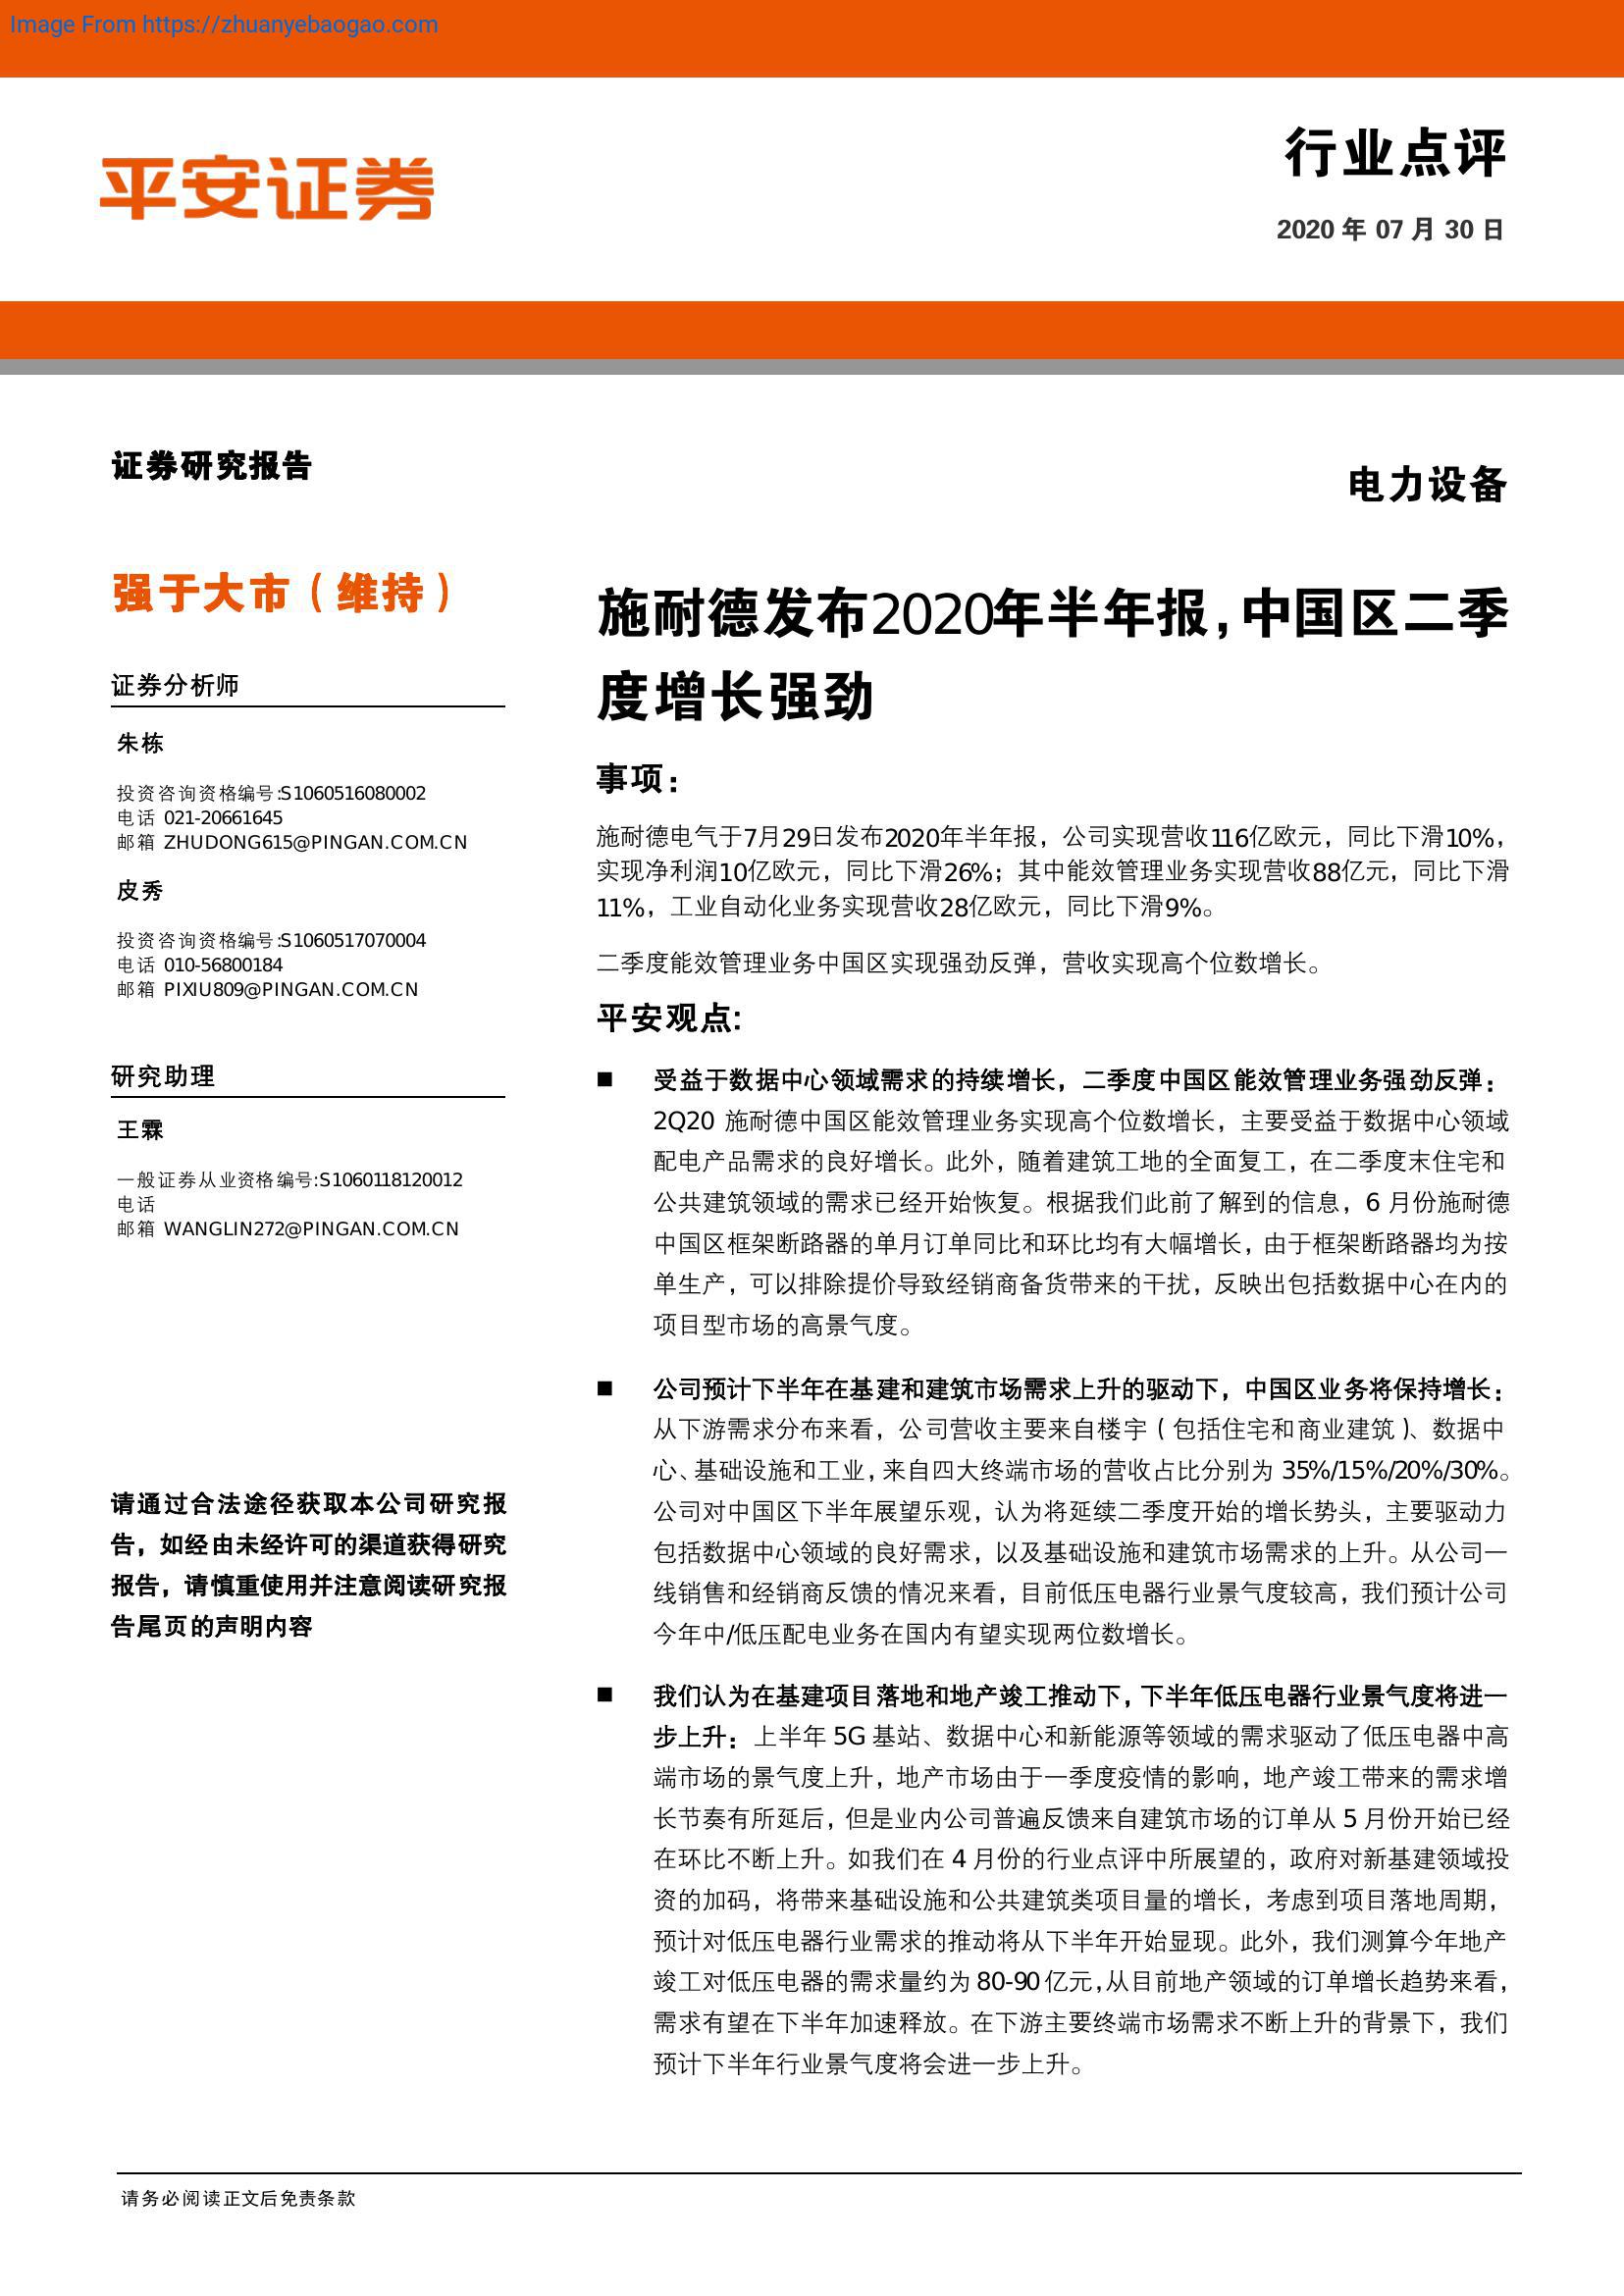 Image From https://zhuanyebaogao.com
平安证券
行业点评
2020 年 07 月 30 日
证券研究报告
电力设备
强于大市（维持）
证券分析师
朱栋
投资咨询资格编号:S1060516080002
电话 021-20661645
邮箱 ZHUDONG615@PINGAN.COM.CN
皮秀
投资咨询资格编号:S1060517070004
电话 010-56800184
邮箱 PIXIU809@PINGAN.COM.CN
研究助理
王霖
一般证券从业资格编号:S1060118120012
电话
邮箱 WANGLIN272@PINGAN.COM.CN
请通过合法途径获取本公司研究报
告，如经由未经许可的渠道获得研究
报告，请慎重使用并注意阅读研究报
告尾页的声明内容
施耐德发布2020年半年报，中国区二季
度增长强劲
事项：
施耐德电气于7月29日发布2020年半年报，公司实现营收116亿欧元，同比下滑10%，
实现净利润10亿欧元，同比下滑26%；其中能效管理业务实现营收88亿元，同比下滑
11%，工业自动化业务实现营收28亿欧元，同比下滑9%。
二季度能效管理业务中国区实现强劲反弹，营收实现高个位数增长。
平安观点:
■ 受益于数据中心领域需求的持续增长，二季度中国区能效管理业务强劲反弹：
2Q20 施耐德中国区能效管理业务实现高个位数增长，主要受益于数据中心领域
配电产品需求的良好增长。此外，随着建筑工地的全面复工，在二季度末住宅和
公共建筑领域的需求已经开始恢复。根据我们此前了解到的信息，6 月份施耐德
中国区框架断路器的单月订单同比和环比均有大幅增长，由于框架断路器均为按
单生产，可以排除提价导致经销商备货带来的干扰，反映出包括数据中心在内的
项目型市场的高景气度。
■ 公司预计下半年在基建和建筑市场需求上升的驱动下，中国区业务将保持增长：
从下游需求分布来看，公司营收主要来自楼宇（包括住宅和商业建筑）、数据中
心、基础设施和工业，来自四大终端市场的营收占比分别为 35%/15%/20%/30%。
公司对中国区下半年展望乐观，认为将延续二季度开始的增长势头，主要驱动力
包括数据中心领域的良好需求，以及基础设施和建筑市场需求的上升。从公司一
线销售和经销商反馈的情况来看，目前低压电器行业景气度较高，我们预计公司
今年中/低压配电业务在国内有望实现两位数增长。
■ 我们认为在基建项目落地和地产竣工推动下，下半年低压电器行业景气度将进一
步上升：上半年 5G 基站、数据中心和新能源等领域的需求驱动了低压电器中高
端市场的景气度上升，地产市场由于一季度疫情的影响，地产竣工带来的需求增
长节奏有所延后，但是业内公司普遍反馈来自建筑市场的订单从 5 月份开始已经
在环比不断上升。如我们在 4 月份的行业点评中所展望的，政府对新基建领域投
资的加码，将带来基础设施和公共建筑类项目量的增长，考虑到项目落地周期，
预计对低压电器行业需求的推动将从下半年开始显现。此外，我们测算今年地产
竣工对低压电器的需求量约为 80-90 亿元，从目前地产领域的订单增长趋势来看，
需求有望在下半年加速释放。在下游主要终端市场需求不断上升的背景下，我们
预计下半年行业景气度将会进一步上升。
请务必阅读正文后免责条款